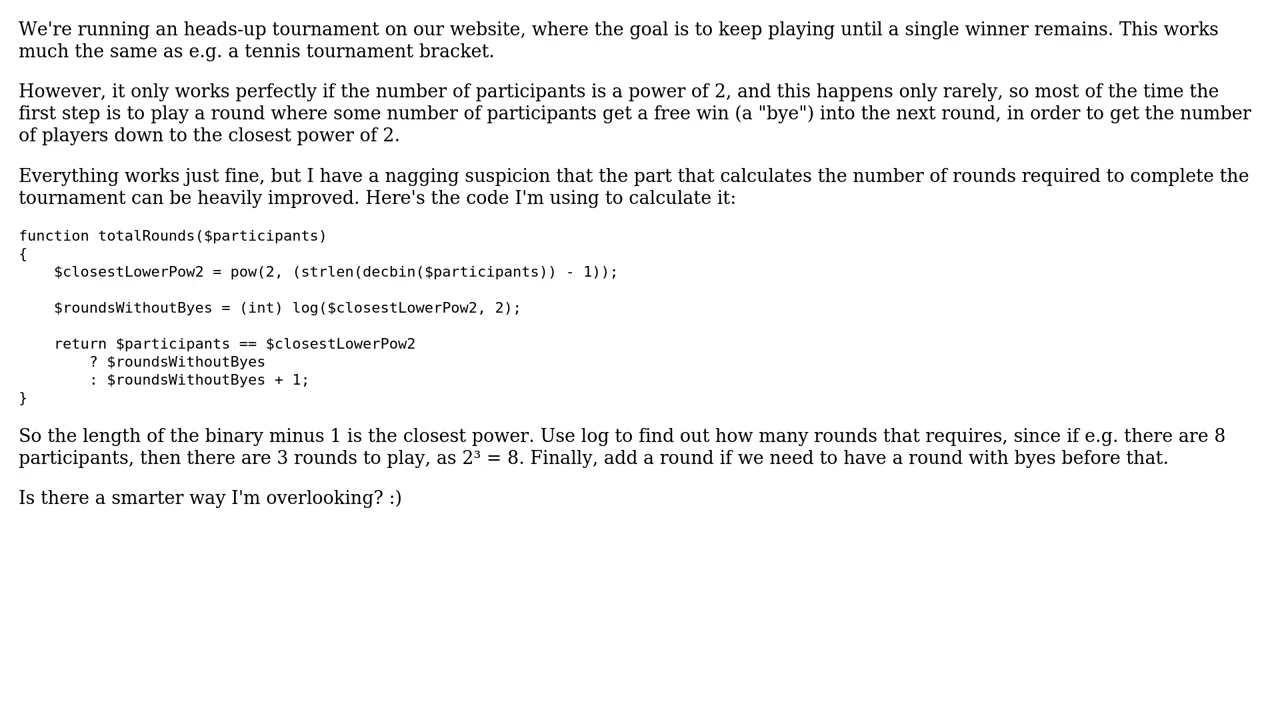 We're running an heads-up tournament on our website, where the goal is to keep playing until a single winner remains. This works
much the same as e.g. a tennis tournament bracket.
However, it only works perfectly if the number of participants is a power of 2, and this happens only rarely, so most of the time the
first step is to play a round where some number of participants get a free win (a "bye") into the next round, in order to get the number
of players down to the closest power of 2.
Everything works just fine, but I have a nagging suspicion that the part that calculates the number of rounds required to complete the
tournament can be heavily improved. Here's the code I'm using to calculate it:
function totalRounds($participants)
{
    $closestLowerPow2 = pow(2, (strlen(decbin($participants)) - 1));
    $roundsWithoutByes = (int) log($closestLowerPow2, 2);
    return $participants == $closestLowerPow2
        ? $roundsWithoutByes
        : $roundsWithoutByes + 1;
}
So the length of the binary minus 1 is the closest power. Use log to find out how many rounds that requires, since if e.g. there are 8
participants, then there are 3 rounds to play, as 2³ = 8. Finally, add a round if we need to have a round with byes before that.
Is there a smarter way I'm overlooking? :)